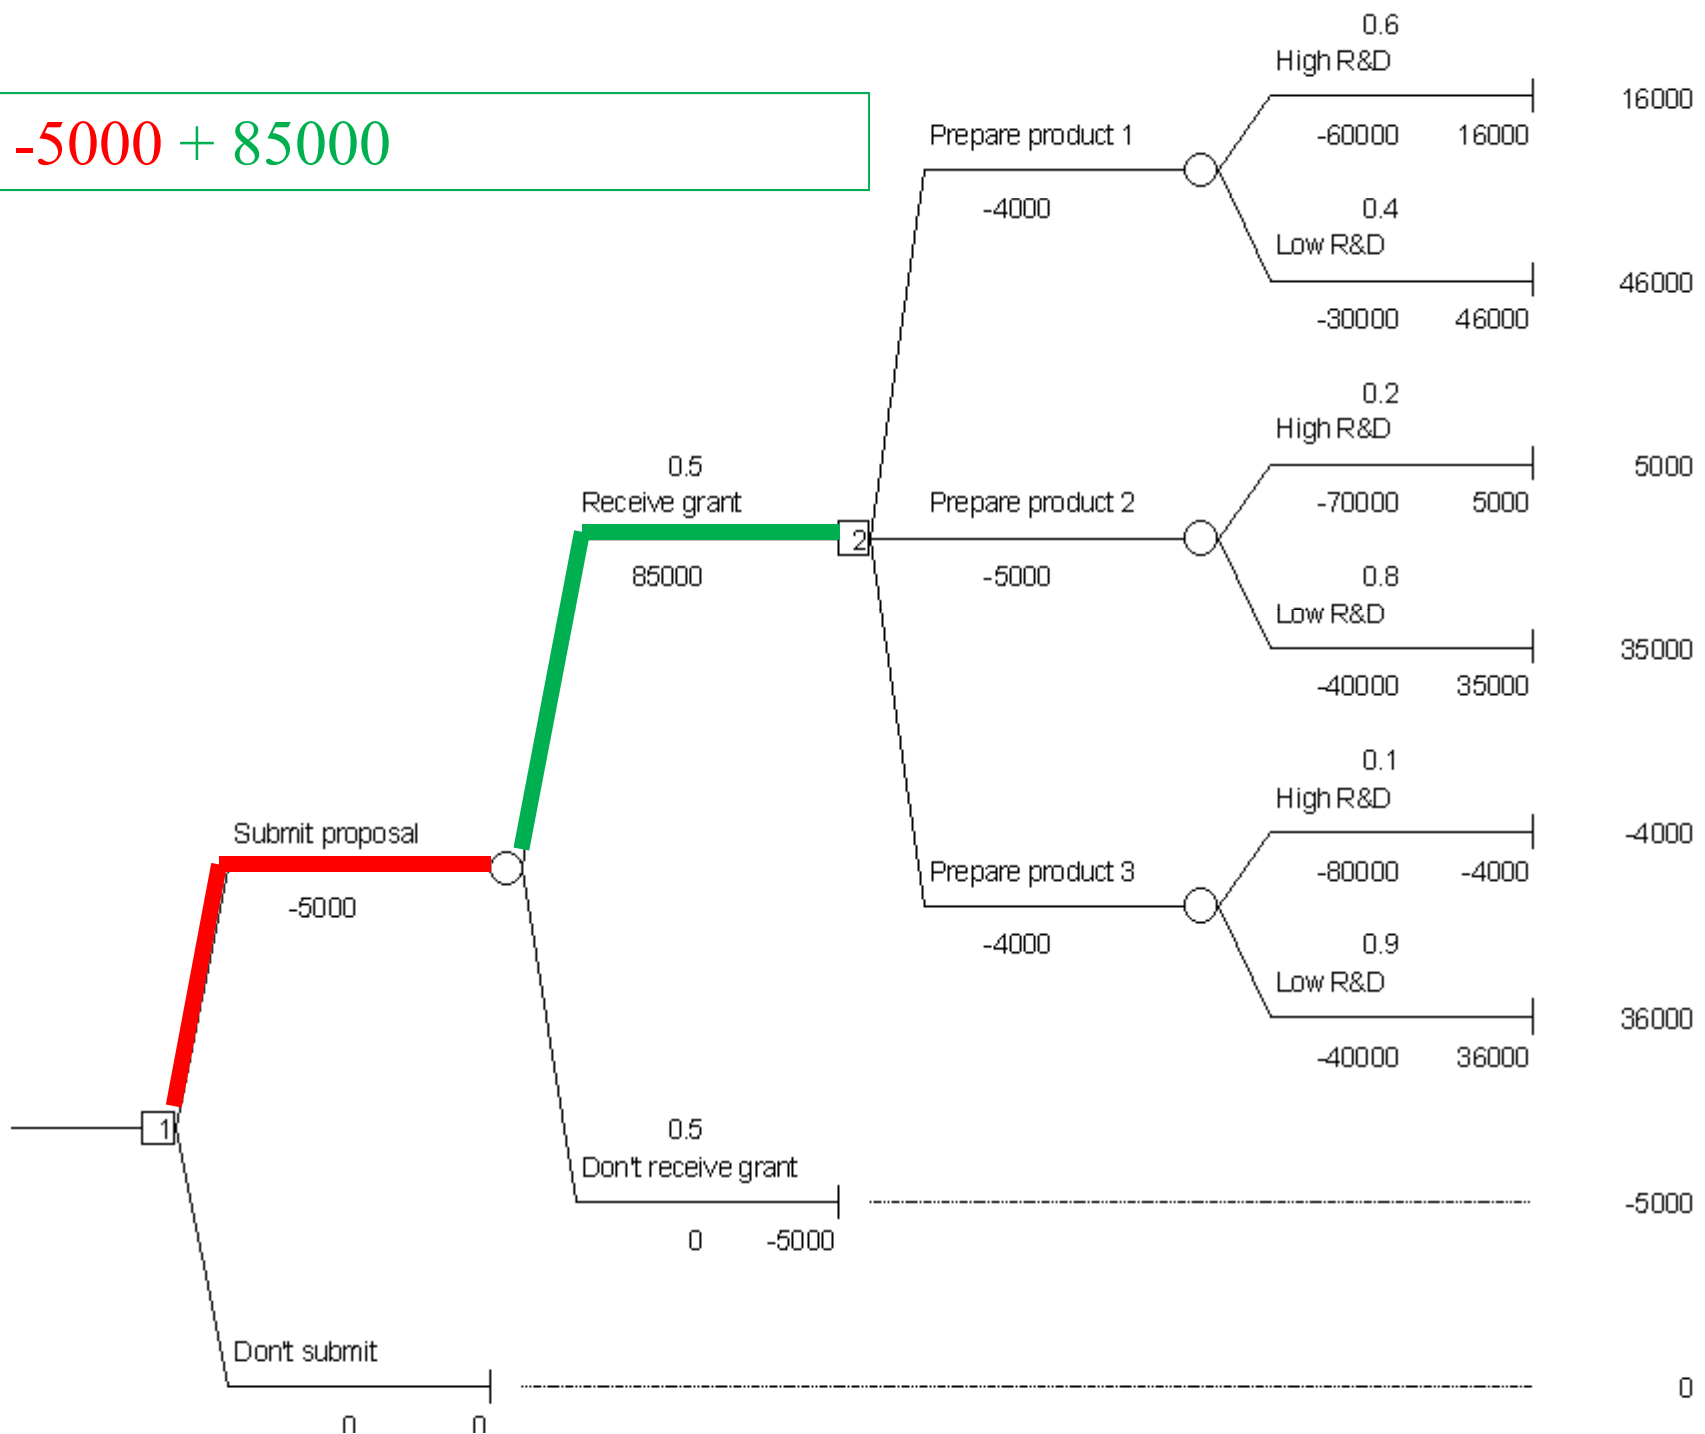 -5000 + 85000
0.6
High R&D
16000
-60000 16000
Prepare product 1
-4000
0.4
Low R&D
46000
-30000 46000
0.2
High R&D
5000
-70000 5000
0.5
Receive grant
85000
2
Prepare product 2
-5000
0.8
Low R&D
35000
-40000 35000
0.1
High R&D
-4000
-80000 -4000
Submit proposal
-5000
Prepare product 3
-4000
0.9
Low R&D
36000
-40000 36000
1
0.5
Don't receive grant
-5000
0 -5000
Don't submit
0
0 0